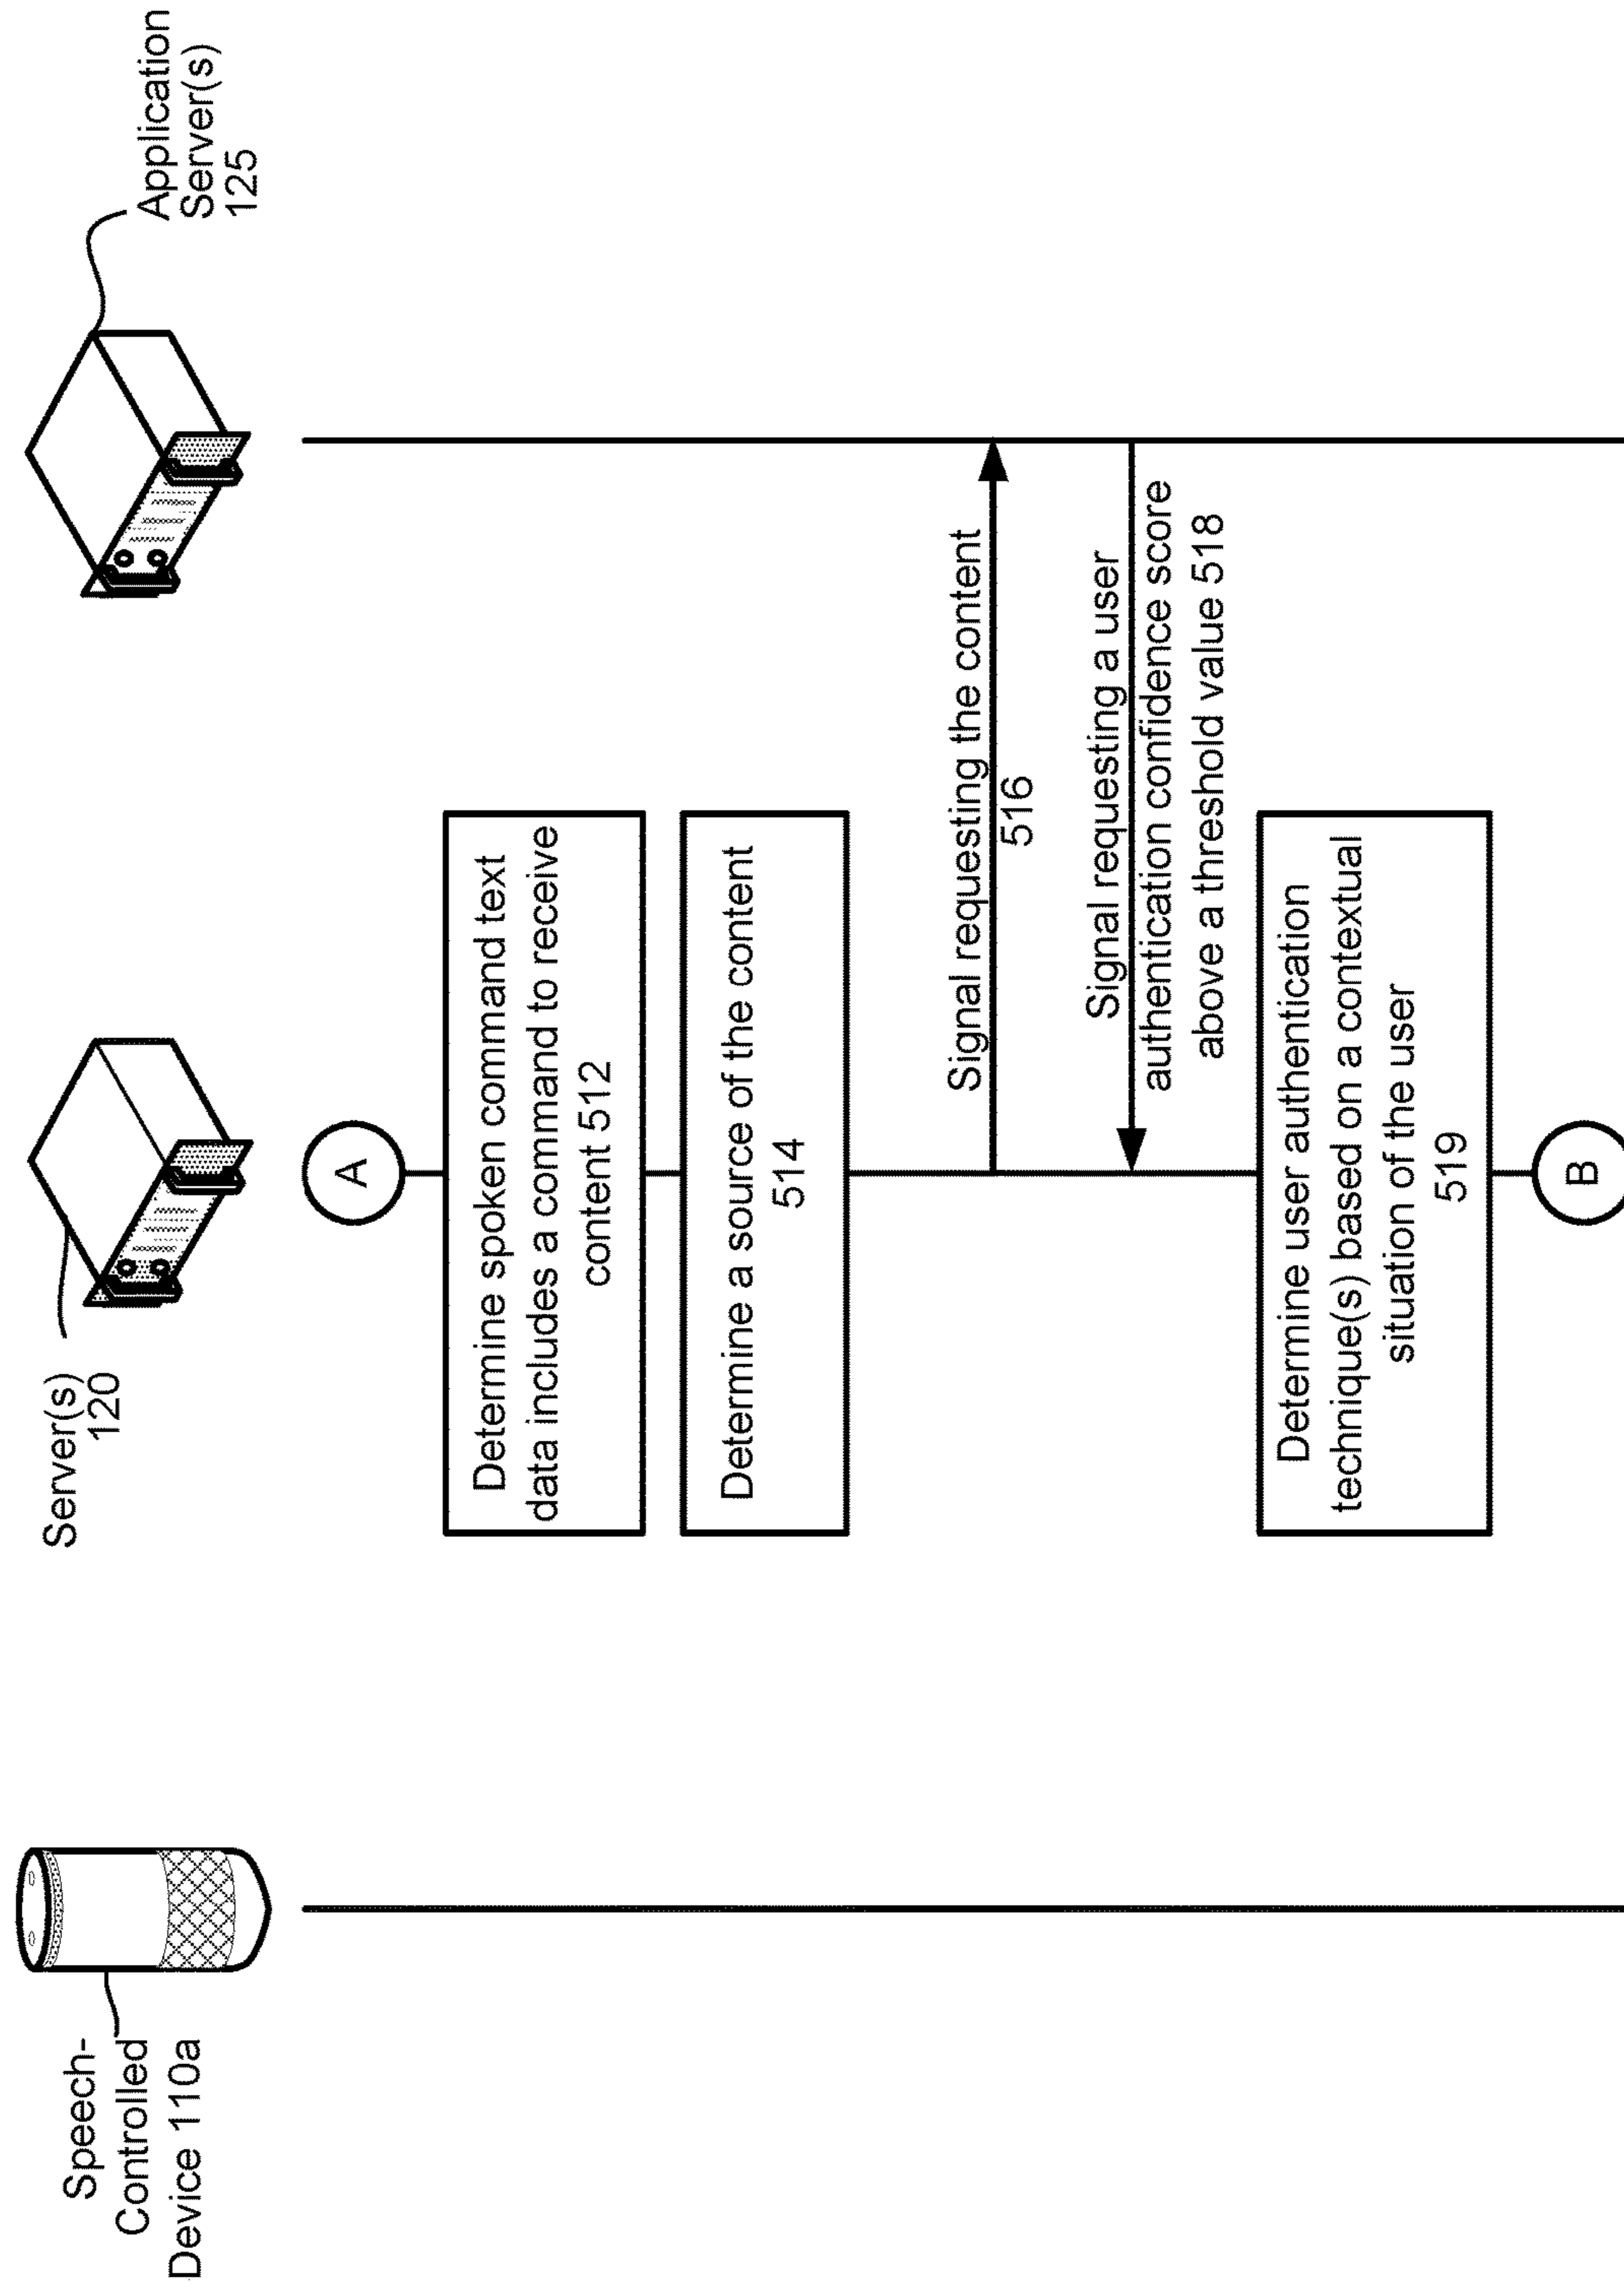 Speech-
Controlled
Device 110a
Server(s)
120
Application
Server(s)
125
A
Determine spoken command text
data includes a command to receive
content 512
Determine a source of the content
514
Signal requesting the content
516
Signal requesting a user
authentication confidence score
above a threshold value 518
Determine user authentication
technique(s) based on a contextual
situation of the user
519
B